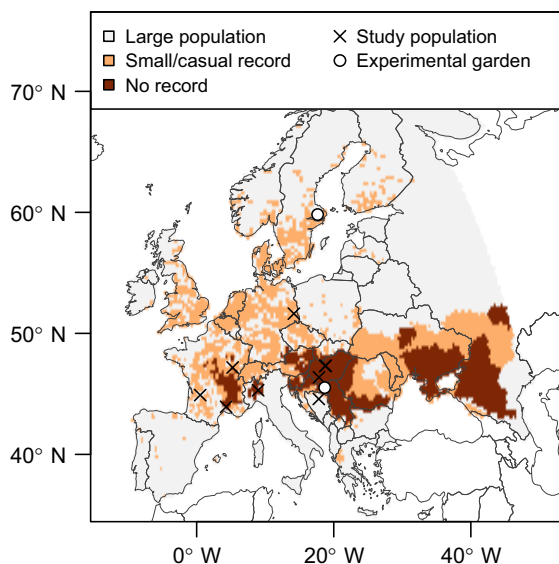 Large population
Small/casual record
No record
Study population
Experimental garden
70° N
60° N
50° N
40° N
0° W
20° W
40° W